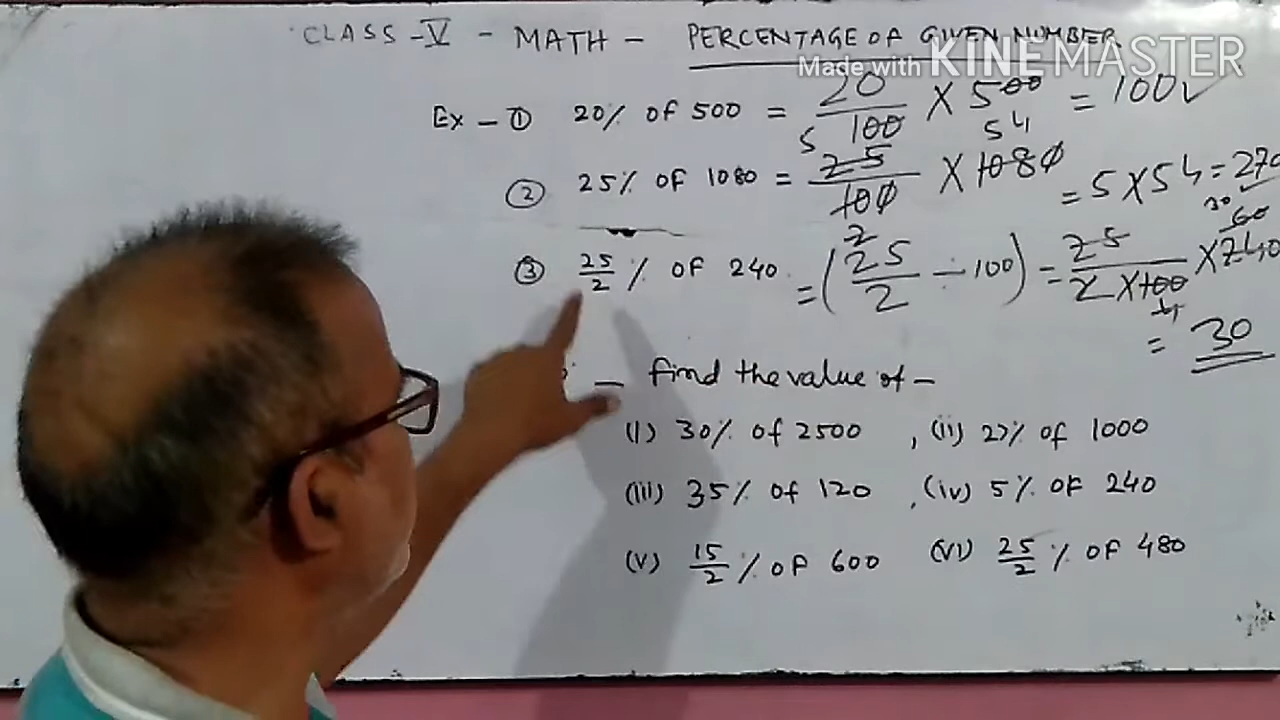 CLASS - V - MATH - PERCENTAGE OF GIVEN NUMBER.
Made with KINEMASTER
Ex - ① 20% of 500 = 20/100 × 500 = 100
② 25% OF 1080 = 25/100 × 1080 = 5 × 54 = 270
③ 25/2 % OF 240 = (25/2 ÷ 100) = 25/2×100 × 240
= 30
— find the value of —
(i) 30% of 2500 , (ii) 27% of 1000
(iii) 35% of 120 , (iv) 5% OF 240
(v) 15/2 % OF 600 (vi) 25/2 % OF 480